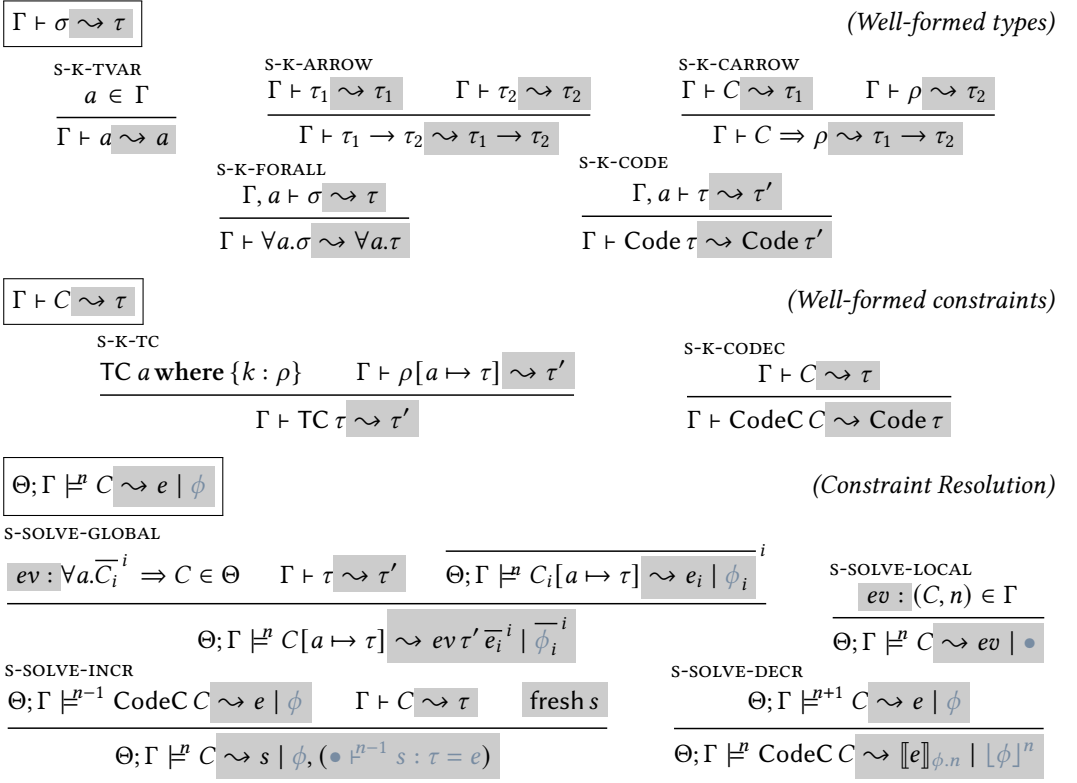 Γ ⊢ σ ⇝ τ (Well-formed types)
S-K-TVAR
a ∈ Γ
Γ ⊢ a ⇝ a
S-K-ARROW
Γ ⊢ τ₁ ⇝ τ₁ Γ ⊢ τ₂ ⇝ τ₂
Γ ⊢ τ₁ → τ₂ ⇝ τ₁ → τ₂
S-K-CARROW
Γ ⊢ C ⇝ τ₁ Γ ⊢ ρ ⇝ τ₂
Γ ⊢ C ⇒ ρ ⇝ τ₁ → τ₂
S-K-FORALL
Γ, a ⊢ σ ⇝ τ
Γ ⊢ ∀a.σ ⇝ ∀a.τ
S-K-CODE
Γ, a ⊢ τ ⇝ τ′
Γ ⊢ Code τ ⇝ Code τ′
Γ ⊢ C ⇝ τ (Well-formed constraints)
S-K-TC
TC a where {k : ρ} Γ ⊢ ρ[a ↦ τ] ⇝ τ′
Γ ⊢ TC τ ⇝ τ′
S-K-CODEC
Γ ⊢ C ⇝ τ
Γ ⊢ CodeC C ⇝ Code τ
Θ; Γ ⊨ⁿ C ⇝ e | ϕ (Constraint Resolution)
S-SOLVE-GLOBAL
ev : ∀a.C̅ᵢ ⁱ ⇒ C ∈ Θ Γ ⊢ τ ⇝ τ′ Θ; Γ ⊨ⁿ Cᵢ[a ↦ τ] ⇝ eᵢ | ϕᵢ ⁱ
Θ; Γ ⊨ⁿ C[a ↦ τ] ⇝ ev τ′ e̅ᵢ ⁱ | ϕ̅ᵢ ⁱ
S-SOLVE-LOCAL
ev : (C, n) ∈ Γ
Θ; Γ ⊨ⁿ C ⇝ ev | •
S-SOLVE-INCR
Θ; Γ ⊨ⁿ⁻¹ CodeC C ⇝ e | ϕ Γ ⊢ C ⇝ τ fresh s
Θ; Γ ⊨ⁿ C ⇝ s | ϕ, (• ⊢ⁿ⁻¹ s : τ = e)
S-SOLVE-DECR
Θ; Γ ⊨ⁿ⁺¹ C ⇝ e | ϕ
Θ; Γ ⊨ⁿ CodeC C ⇝ ⟦e⟧_ϕ.n | ⌊ϕ⌋ⁿ